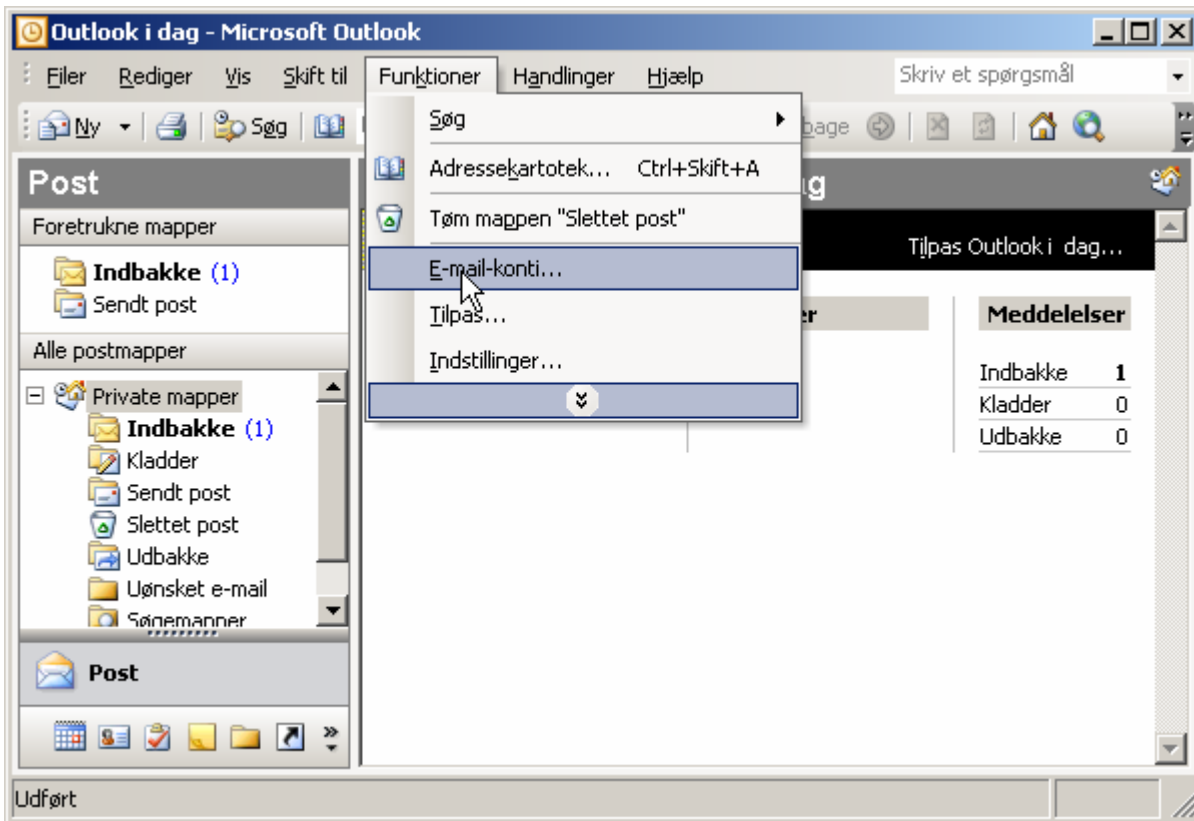 Outlook i dag - Microsoft Outlook
Filer Rediger Vis Skift til Funktioner Handlinger Hjælp Skriv et spørgsmål
Ny Søg
Søg
Adressekartotek... Ctrl+Skift+A
Tøm mappen "Slettet post"
E-mail-konti...
Tilpas...
Indstillinger...
Post
Foretrukne mapper
Indbakke (1)
Sendt post
Alle postmapper
Private mapper
Indbakke (1)
Kladder
Sendt post
Slettet post
Udbakke
Uønsket e-mail
Søgemapper
Post
Tilpas Outlook i dag...
Meddelelser
Indbakke 1
Kladder 0
Udbakke 0
Udført